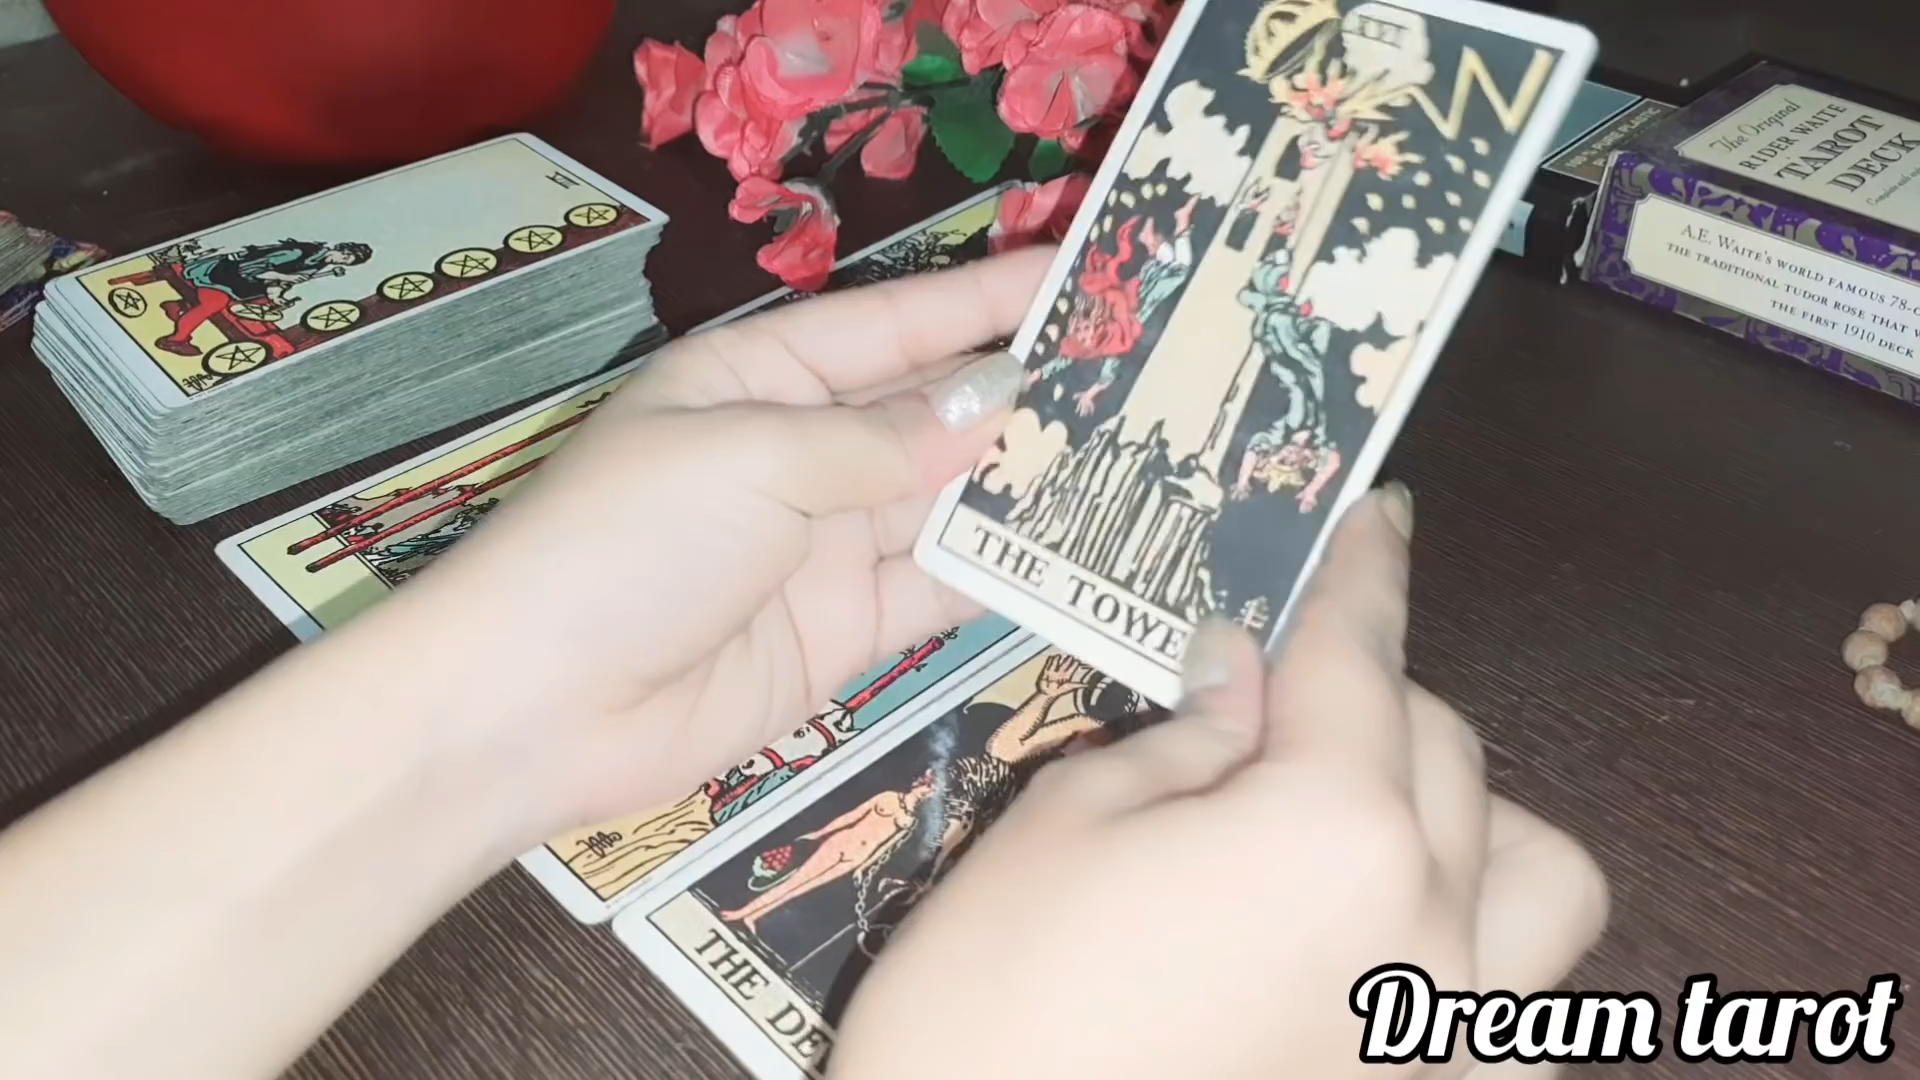 XVI
The Original
RIDER WAITE
TAROT
DECK
A.E. WAITE'S WORLD FAMOUS 78-C
THE TRADITIONAL TUDOR ROSE THAT W
THE FIRST 1910 DECK
THE TOWE
THE DE
Dream tarot